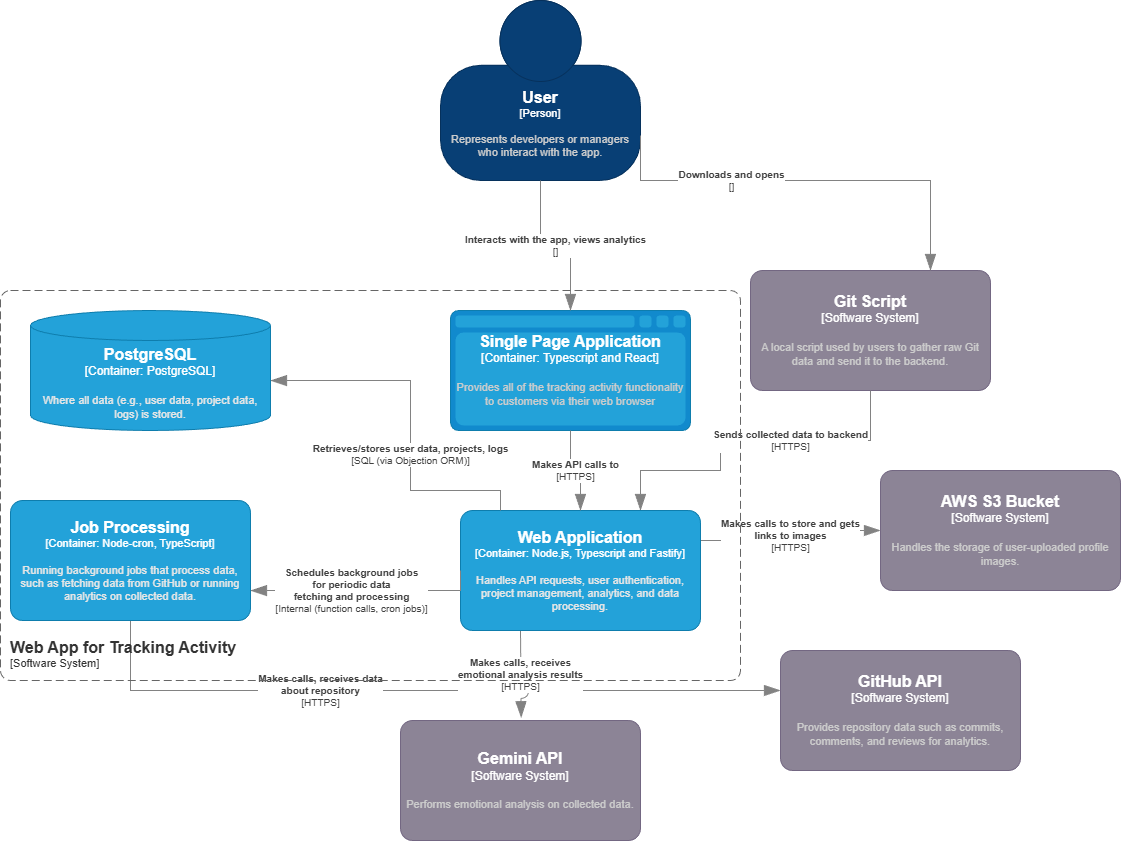 User
[Person]
Represents developers or managers
who interact with the app.
Downloads and opens
[]
Interacts with the app, views analytics
[]
Git Script
[Software System]
A local script used by users to gather raw Git
data and send it to the backend.
Single Page Application
[Container: Typescript and React]
Provides all of the tracking activity functionality
to customers via their web browser
PostgreSQL
[Container: PostgreSQL]
Where all data (e.g., user data, project data,
logs) is stored.
Sends collected data to backend
[HTTPS]
Retrieves/stores user data, projects, logs
[SQL (via Objection ORM)]
Makes API calls to
[HTTPS]
AWS S3 Bucket
[Software System]
Handles the storage of user-uploaded profile
images.
Makes calls to store and gets
links to images
[HTTPS]
Job Processing
[Container: Node-cron, TypeScript]
Running background jobs that process data,
such as fetching data from GitHub or running
analytics on collected data.
Web Application
[Container: Node.js, Typescript and Fastify]
Handles API requests, user authentication,
project management, analytics, and data
processing.
Schedules background jobs
for periodic data
fetching and processing
[Internal (function calls, cron jobs)]
Web App for Tracking Activity
[Software System]
Makes calls, receives
emotional analysis results
[HTTPS]
Makes calls, receives data
about repository
[HTTPS]
GitHub API
[Software System]
Provides repository data such as commits,
comments, and reviews for analytics.
Gemini API
[Software System]
Performs emotional analysis on collected data.